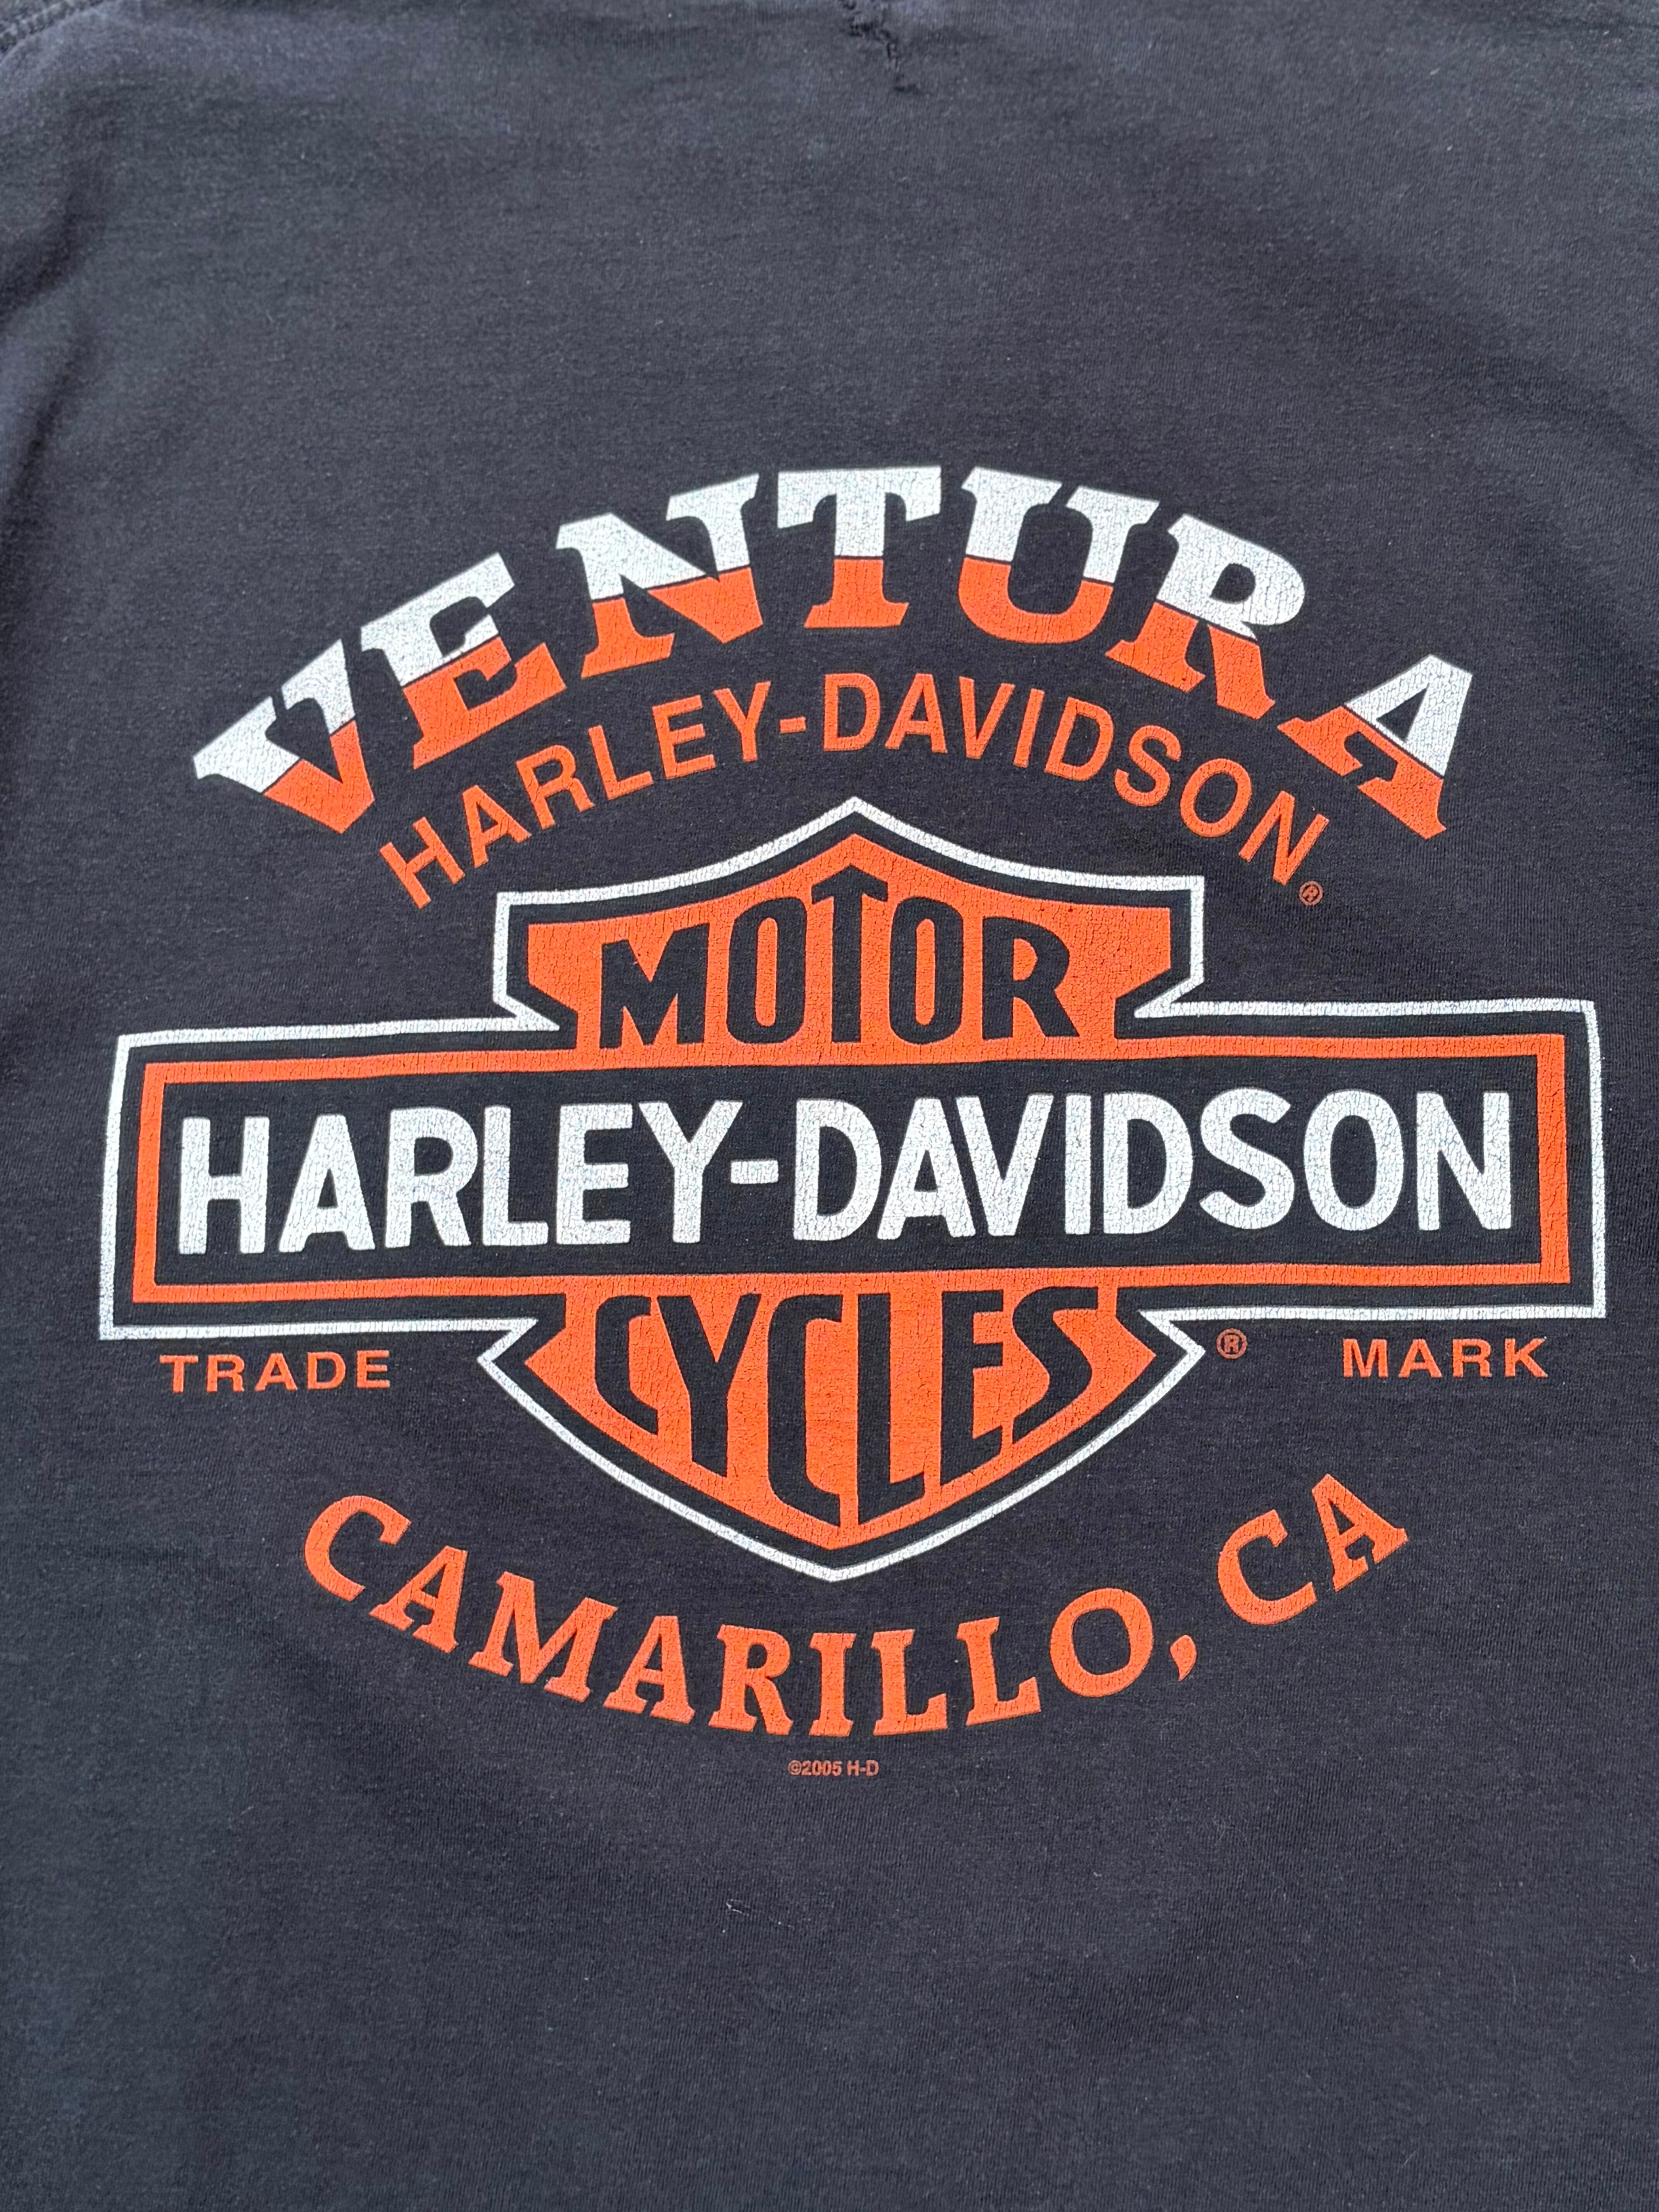 VENTURA
HARLEY-DAVIDSON®
MOTOR
HARLEY-DAVIDSON
CYCLES
TRADE ® MARK
CAMARILLO, CA
©2005 H-D